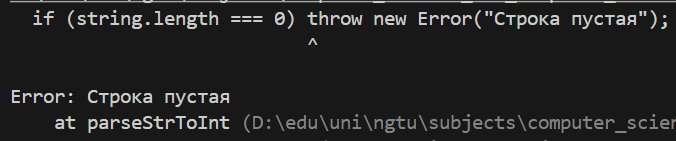 if (string.length === 0) throw new Error("Строка пустая");
^
Error: Строка пустая
at parseStrToInt (D:\edu\uni\ngtu\subjects\computer_scie